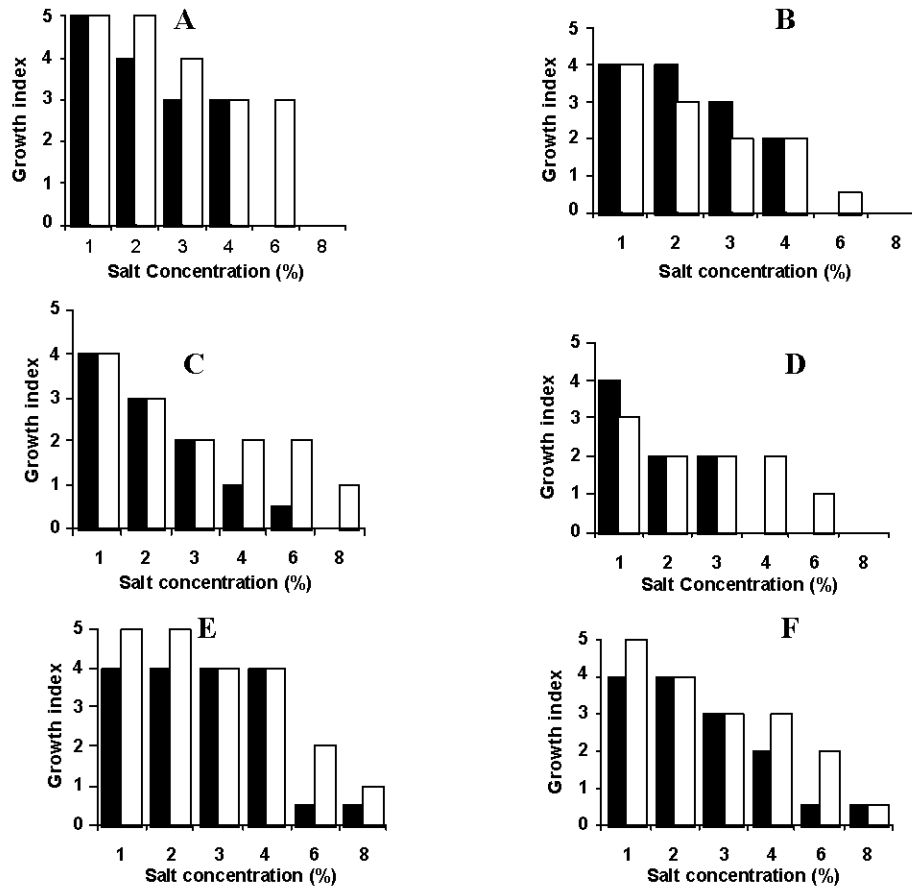 A
Growth index
5
4
3
2
1
0
1 2 3 4 6 8
Salt Concentration (%)
B
Growth index
5
4
3
2
1
0
1 2 3 4 6 8
Salt concentration (%)
C
Growth index
5
4
3
2
1
0
1 2 3 4 6 8
Salt concentration (%)
D
Growth index
5
4
3
2
1
0
1 2 3 4 6 8
Salt Concentration (%)
E
Growth index
5
4
3
2
1
0
1 2 3 4 6 8
Salt concentration (%)
F
Growth index
5
4
3
2
1
0
1 2 3 4 6 8
Salt concentration (%)